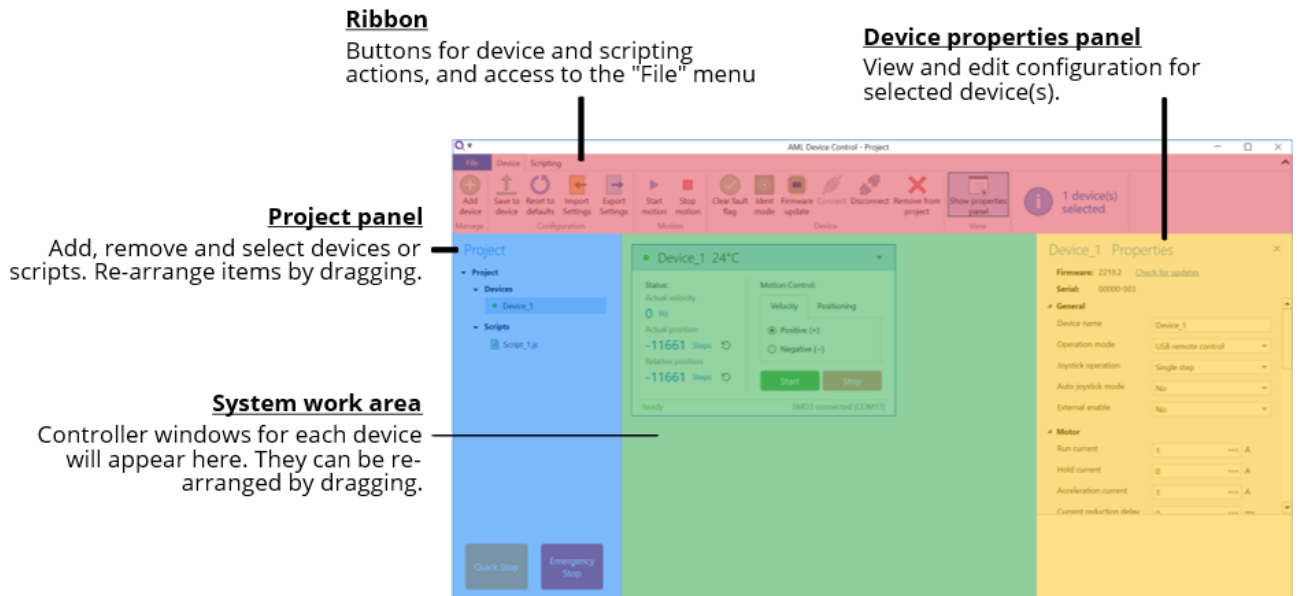 Ribbon
Buttons for device and scripting
actions, and access to the "File" menu
Device properties panel
View and edit configuration for
selected device(s).
Project panel
Add, remove and select devices or
scripts. Re-arrange items by dragging.
System work area
Controller windows for each device
will appear here. They can be re-
arranged by dragging.
AML Device Control - Project
File Device Scripting
Add device
Save to device
Reset to defaults
Import Settings
Export Settings
Start motion
Stop motion
Clear fault flag
Ident mode
Firmware update
Connect
Disconnect
Remove from project
Show properties panel
1 device(s)
selected
Manage Configuration Motion Device View
Project
Project
Devices
Device_1
Scripts
Script_1.js
Quick Stop
Emergency
Stop
Device_1 24°C
Status:
Actual velocity
0 Hz
Actual position
-11661 Steps
Relative position
-11661 Steps
Motion Control:
Velocity Positioning
Positive (+)
Negative (−)
Start Stop
Ready SMD3 connected (COM17)
Device_1 Properties
Firmware: 2219.2 Check for updates
Serial: 00000-003
General
Device name Device_1
Operation mode USB remote control
Joystick operation Single step
Auto joystick mode No
External enable No
Motor
Run current 1 A
Hold current 0 A
Acceleration current 1 A
Current reduction delay 0 ms